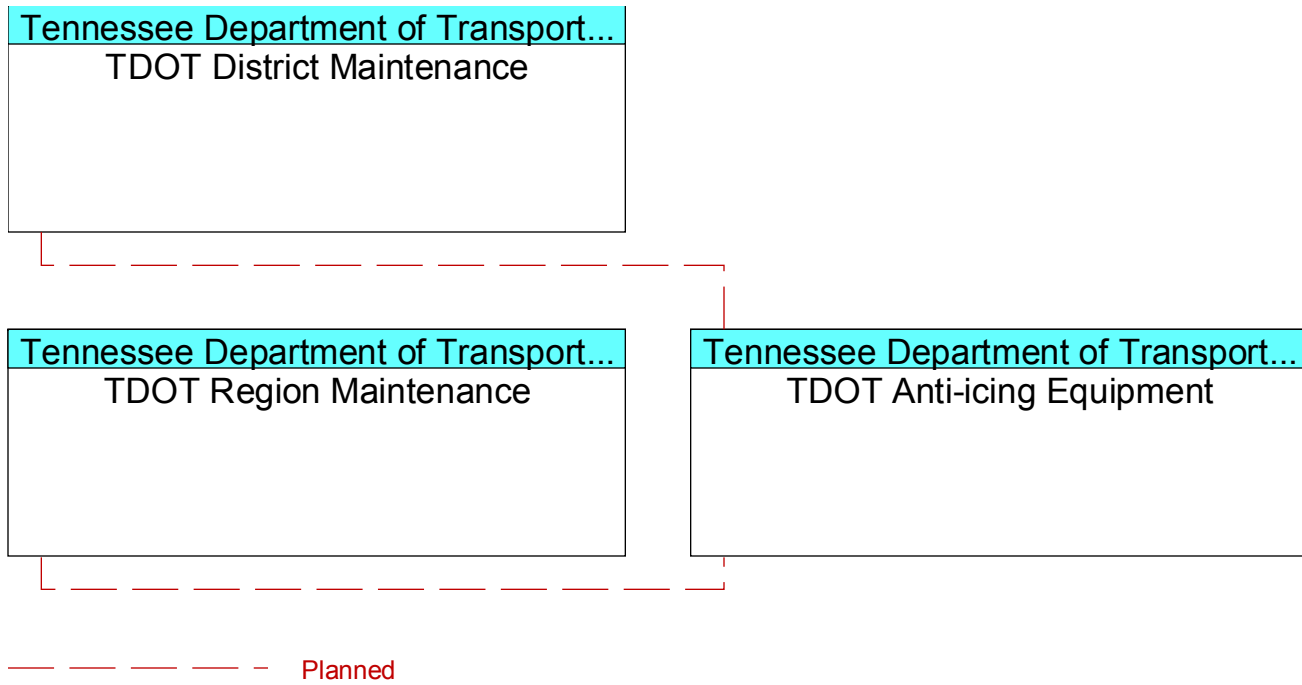 Tennessee Department of Transport...
TDOT District Maintenance
Tennessee Department of Transport...
TDOT Region Maintenance
Tennessee Department of Transport...
TDOT Anti-icing Equipment
Planned